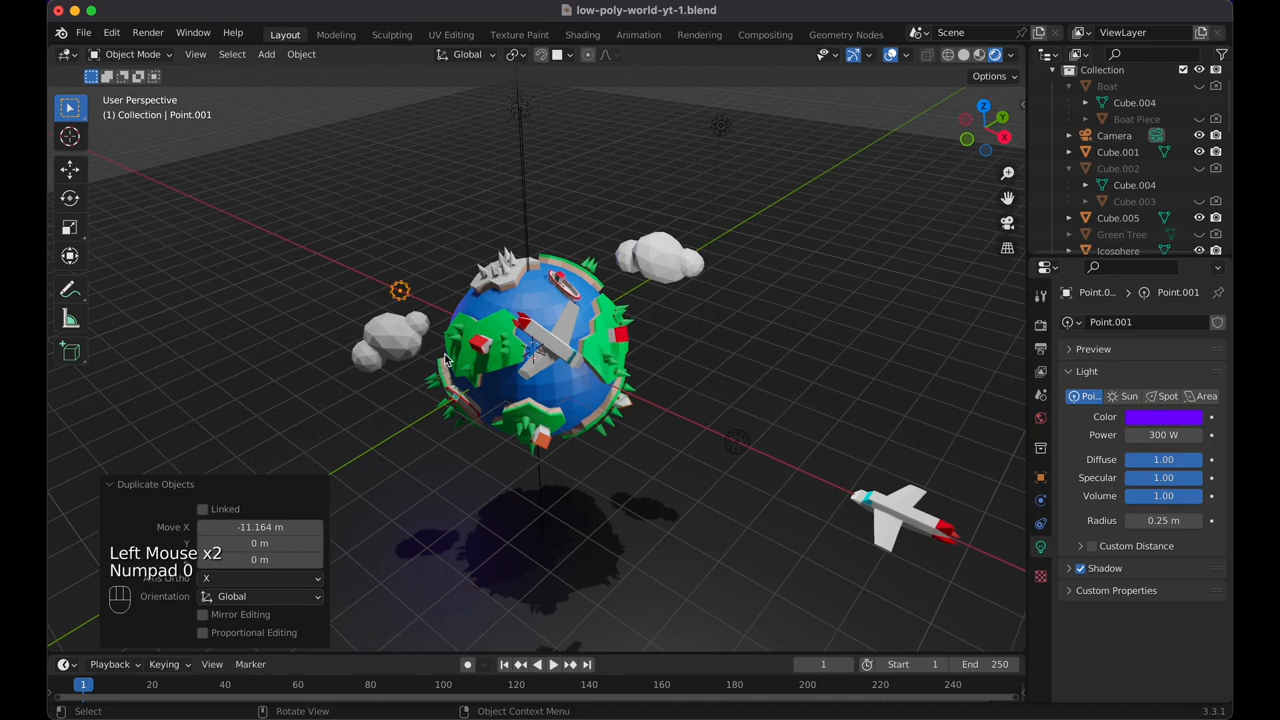 low-poly-world-yt-1.blend
File Edit Render Window Help Layout Modeling Sculpting UV Editing Texture Paint Shading Animation Rendering Compositing Geometry Nodes Scene ViewLayer
Object Mode View Select Add Object Global
Options
User Perspective
(1) Collection | Point.001
Z
Y
X
Collection
Boat
Cube.004
Boat Piece
Camera
Cube.001
Cube.002
Cube.004
Cube.003
Cube.005
Green Tree
Icosphere
Point.0... Point.001
Point.001
Preview
Light
Poi... Sun Spot Area
Color
Power 300 W
Diffuse 1.00
Specular 1.00
Volume 1.00
Radius 0.25 m
Custom Distance
Shadow
Custom Properties
Duplicate Objects
Linked
Move X -11.164 m
Y 0 m
0 m
Left Mouse x2
Numpad 0
Axis Ortho X
Orientation Global
Mirror Editing
Proportional Editing
Playback Keying View Marker 1 Start 1 End 250
1 20 40 60 80 100 120 140 160 180 200 220 240
Select Rotate View Object Context Menu 3.3.1